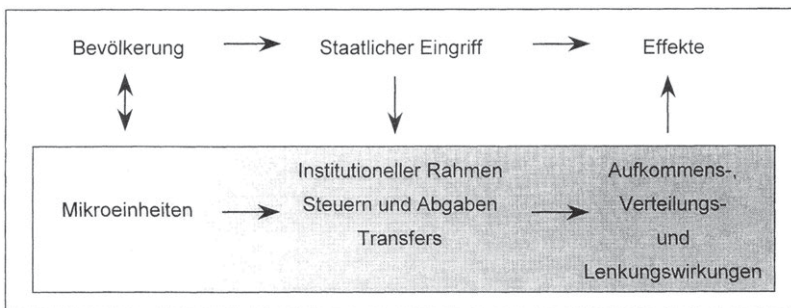 Bevölkerung
Staatlicher Eingriff
Effekte
Mikroeinheiten
Institutioneller Rahmen
Steuern und Abgaben
Transfers
Aufkommens-,
Verteilungs-
und
Lenkungswirkungen